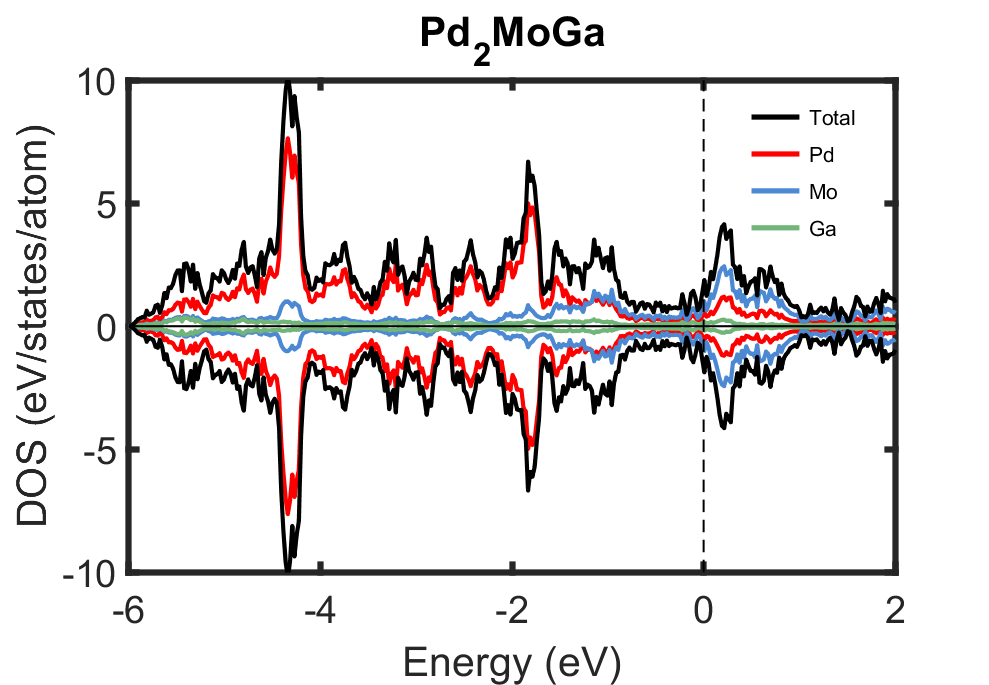 Pd2MoGa
DOS (eV/states/atom)
10
5
0
-5
-10
Total
Pd
Mo
Ga
-6 -4 -2 0 2
Energy (eV)